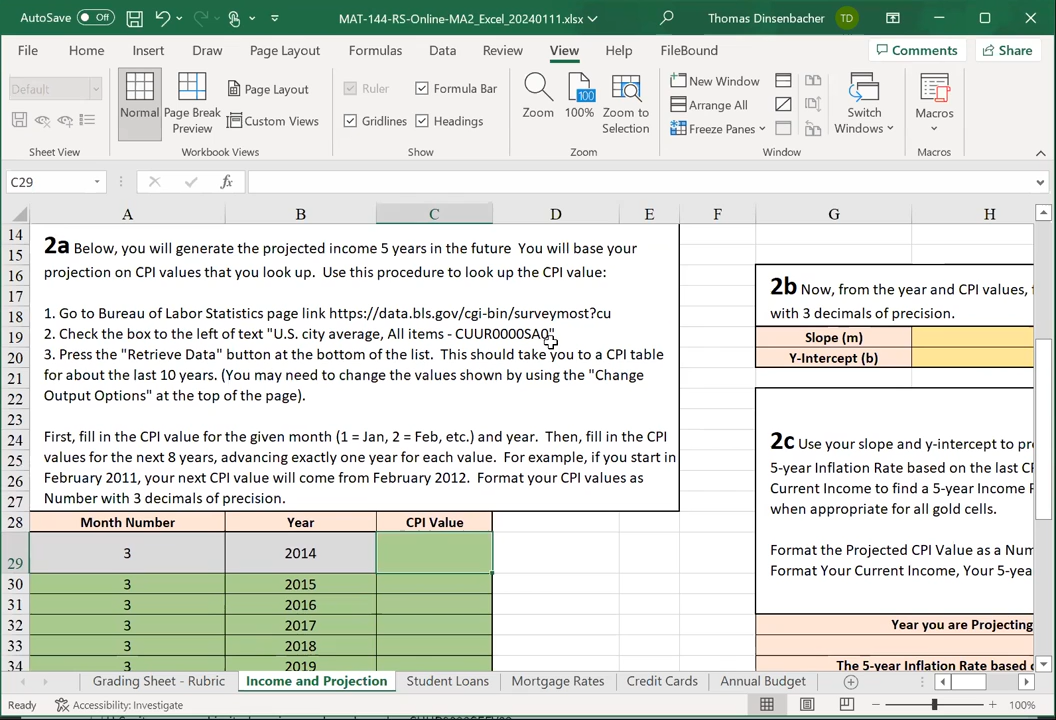 AutoSave Off MAT-144-RS-Online-MA2_Excel_20240111.xlsx Thomas Dinsenbacher TD
File Home Insert Draw Page Layout Formulas Data Review View Help FileBound Comments Share
Default
Normal
Page Break
Preview
Page Layout
Custom Views
Sheet View
Workbook Views
Ruler
Formula Bar
Gridlines
Headings
Show
Zoom
100
100%
Zoom to
Selection
Zoom
New Window
Arrange All
Freeze Panes
Switch
Windows
Window
Macros
Macros
C29 fx
A B C D E F G H
14
15
16
17
18
19
20
21
22
23
24
25
26
27
28
29
30
31
32
33
34
2a Below, you will generate the projected income 5 years in the future You will base your
projection on CPI values that you look up. Use this procedure to look up the CPI value:
1. Go to Bureau of Labor Statistics page link https://data.bls.gov/cgi-bin/surveymost?cu
2. Check the box to the left of text "U.S. city average, All items - CUUR0000SA0"
3. Press the "Retrieve Data" button at the bottom of the list. This should take you to a CPI table
for about the last 10 years. (You may need to change the values shown by using the "Change
Output Options" at the top of the page).
First, fill in the CPI value for the given month (1 = Jan, 2 = Feb, etc.) and year. Then, fill in the CPI
values for the next 8 years, advancing exactly one year for each value. For example, if you start in
February 2011, your next CPI value will come from February 2012. Format your CPI values as
Number with 3 decimals of precision.
Month Number Year CPI Value
3 2014
3 2015
3 2016
3 2017
3 2018
3 2019
2b Now, from the year and CPI values,
with 3 decimals of precision.
Slope (m)
Y-Intercept (b)
2c Use your slope and y-intercept to pr
5-year Inflation Rate based on the last C
Current Income to find a 5-year Income
when appropriate for all gold cells.
Format the Projected CPI Value as a Num
Format Your Current Income, Your 5-yea
Year you are Projecting
The 5-year Inflation Rate based
Grading Sheet - Rubric Income and Projection Student Loans Mortgage Rates Credit Cards Annual Budget
Ready Accessibility: Investigate 100%